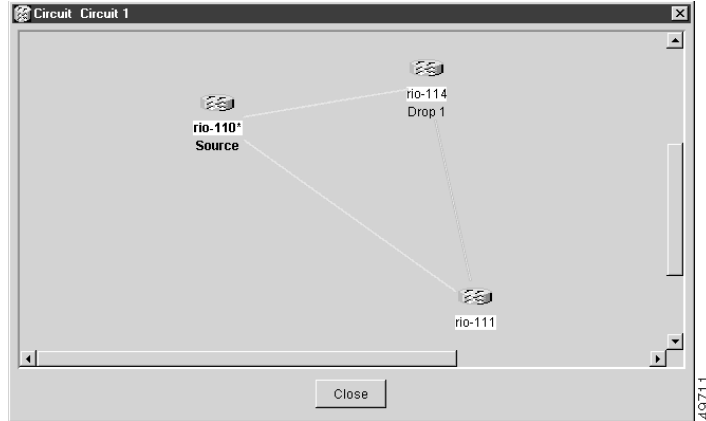 Circuit Circuit 1
rio-114
Drop 1
rio-110*
Source
rio-111
Close
49711